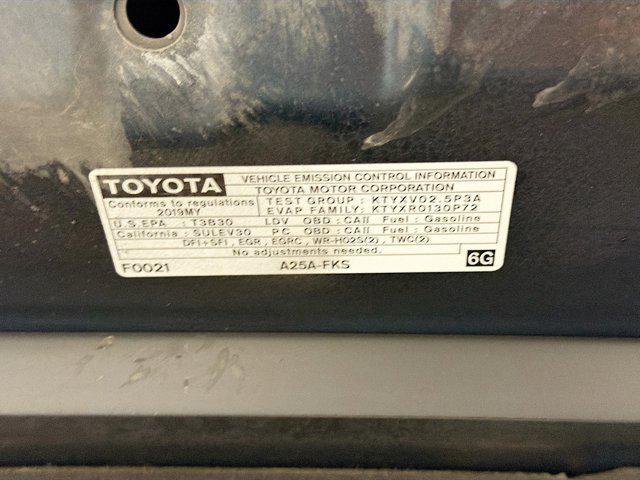 TOYOTA VEHICLE EMISSION CONTROL INFORMATION
TOYOTA MOTOR CORPORATION
Conforms to regulations
2019MY
TEST GROUP : KTYXV02.5P3A
EVAP FAMILY: KTYXR0130PZ2
U.S.EPA : T3B30 LDV OBD : CAII Fuel : Gasoline
California : SULEV30 PC OBD : CAII Fuel : Gasoline
DFI+SFI , EGR , EGRC , WR-HO2S(2) , TWC(2)
No adjustments needed.
F0021 A25A-FKS 6G